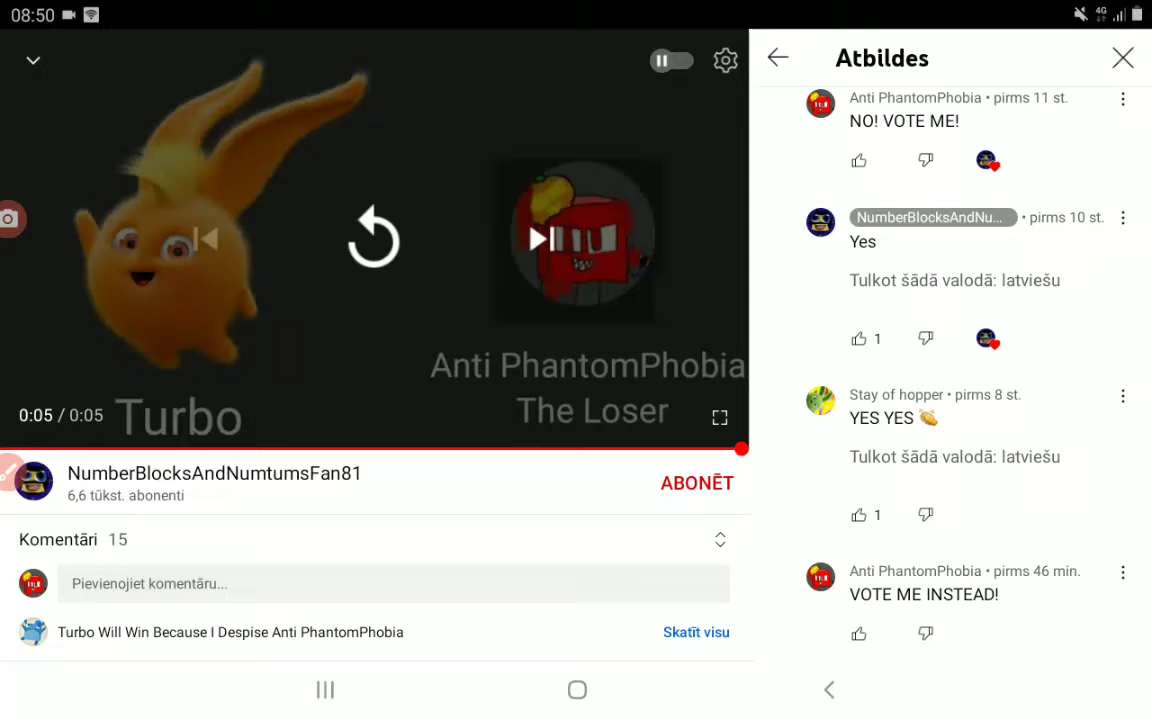 08:50
4G
Atbildes
Anti PhantomPhobia • pirms 11 st.
NO! VOTE ME!
NumberBlocksAndNu... • pirms 10 st.
Yes
Tulkot šādā valodā: latviešu
1
Stay of hopper • pirms 8 st.
YES YES 👏
Tulkot šādā valodā: latviešu
1
Anti PhantomPhobia • pirms 46 min.
VOTE ME INSTEAD!
Turbo
Anti PhantomPhobia
The Loser
0:05 / 0:05
NumberBlocksAndNumtumsFan81
6,6 tūkst. abonenti
ABONĒT
Komentāri 15
Pievienojiet komentāru...
Turbo Will Win Because I Despise Anti PhantomPhobia
Skatīt visu